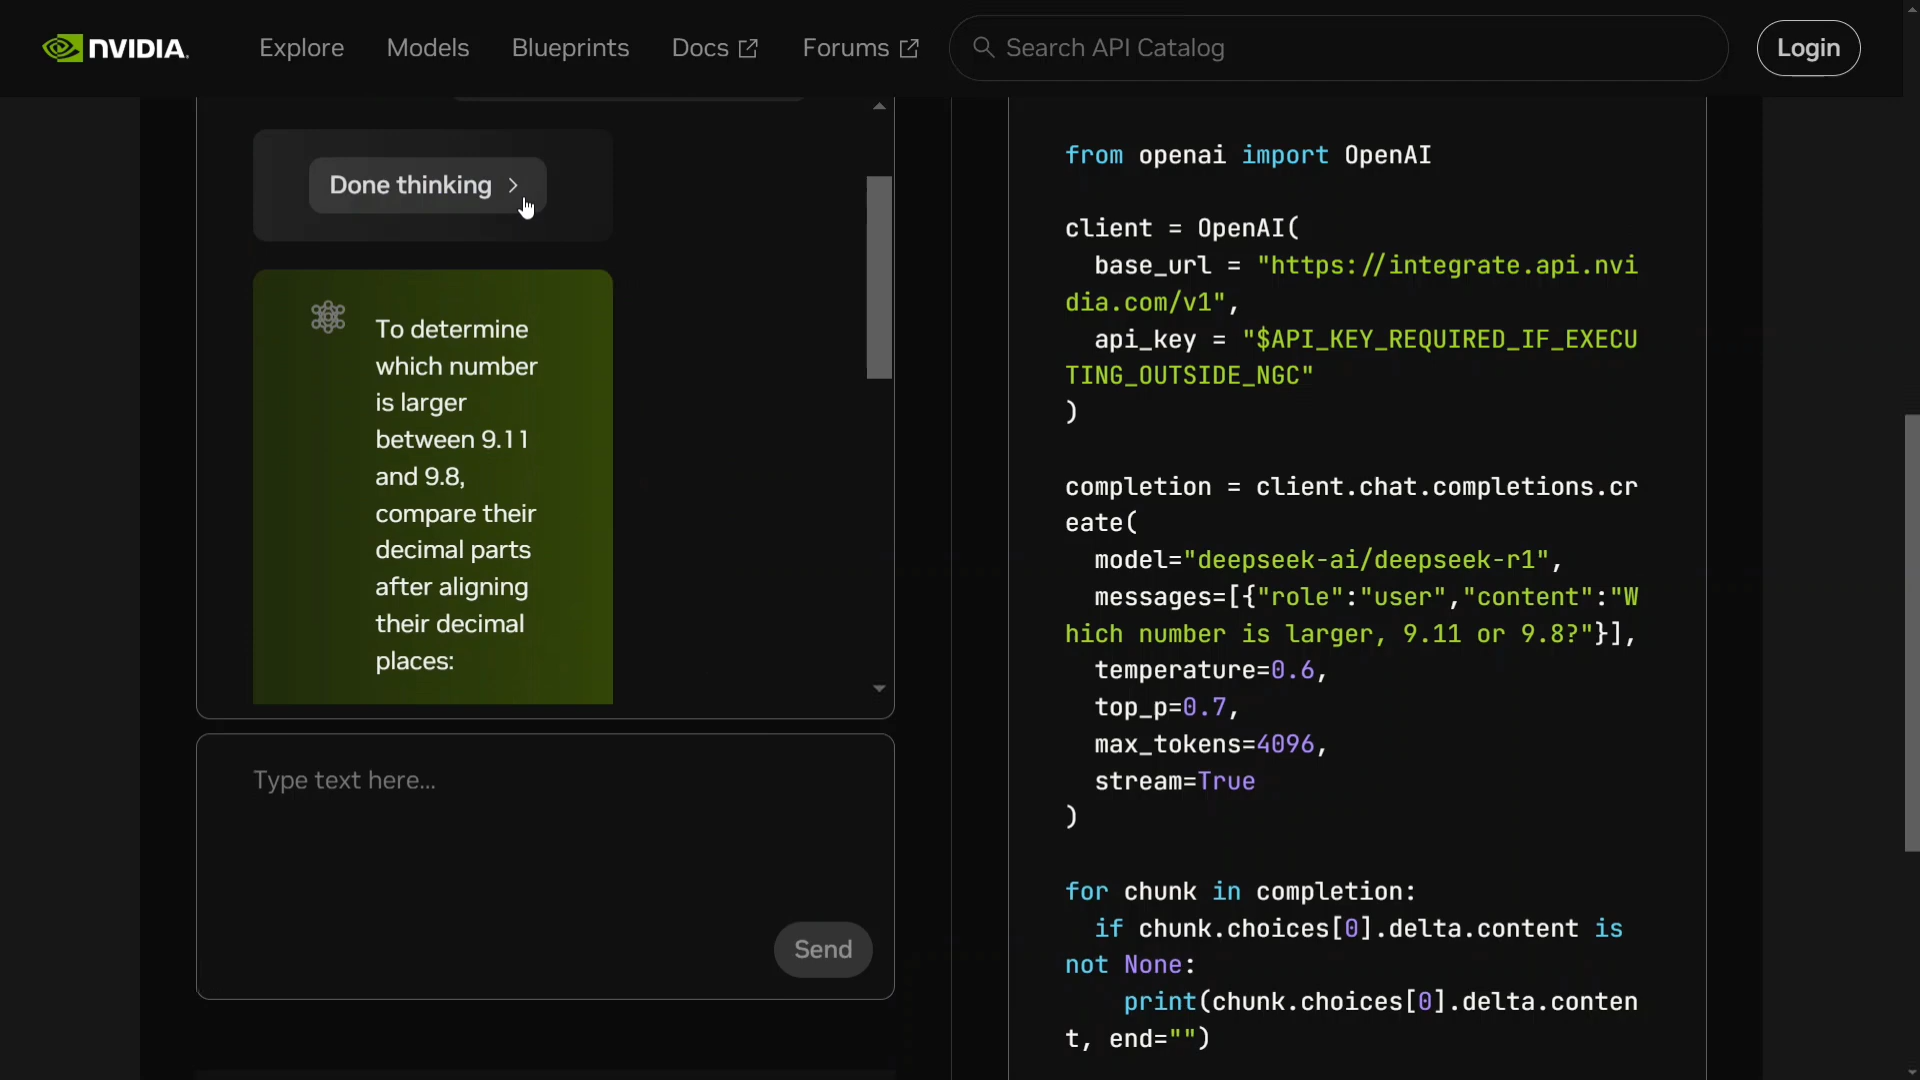 NVIDIA.
Explore
Models
Blueprints
Docs
Forums
Search API Catalog
Login
Done thinking
To determine
which number
is larger
between 9.11
and 9.8,
compare their
decimal parts
after aligning
their decimal
places:
Type text here...
Send
from openai import OpenAI
client = OpenAI(
base_url = "https://integrate.api.nvi
dia.com/v1",
api_key = "$API_KEY_REQUIRED_IF_EXECU
TING_OUTSIDE_NGC"
)
completion = client.chat.completions.cr
eate(
model="deepseek-ai/deepseek-r1",
messages=[{"role":"user","content":"W
hich number is larger, 9.11 or 9.8?"}],
temperature=0.6,
top_p=0.7,
max_tokens=4096,
stream=True
)
for chunk in completion:
if chunk.choices[0].delta.content is
not None:
print(chunk.choices[0].delta.conten
t, end="")